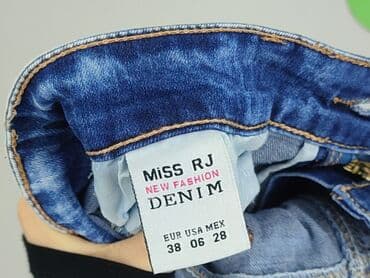 MiSS RJ
NEW FASHION
DENIM
EUR USA MEX
38 06 28